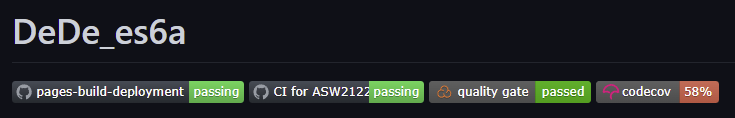 DeDe_es6a
pages-build-deployment passing CI for ASW2122 passing quality gate passed codecov 58%